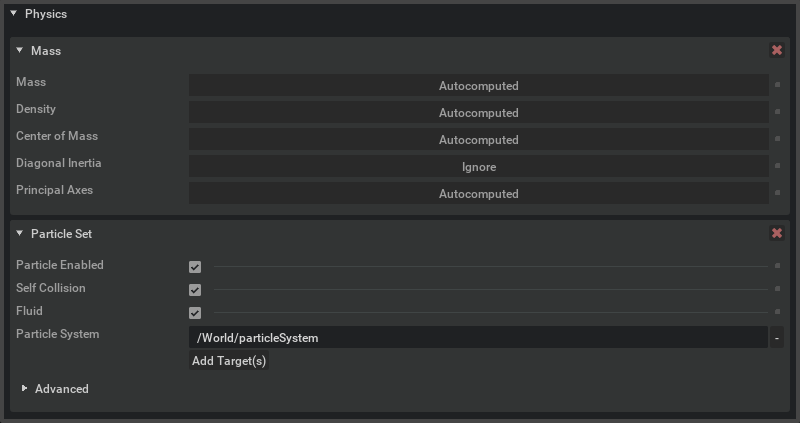 Physics
Mass
Mass Autocomputed
Density Autocomputed
Center of Mass Autocomputed
Diagonal Inertia Ignore
Principal Axes Autocomputed
Particle Set
Particle Enabled
Self Collision
Fluid
Particle System /World/particleSystem -
Add Target(s)
Advanced